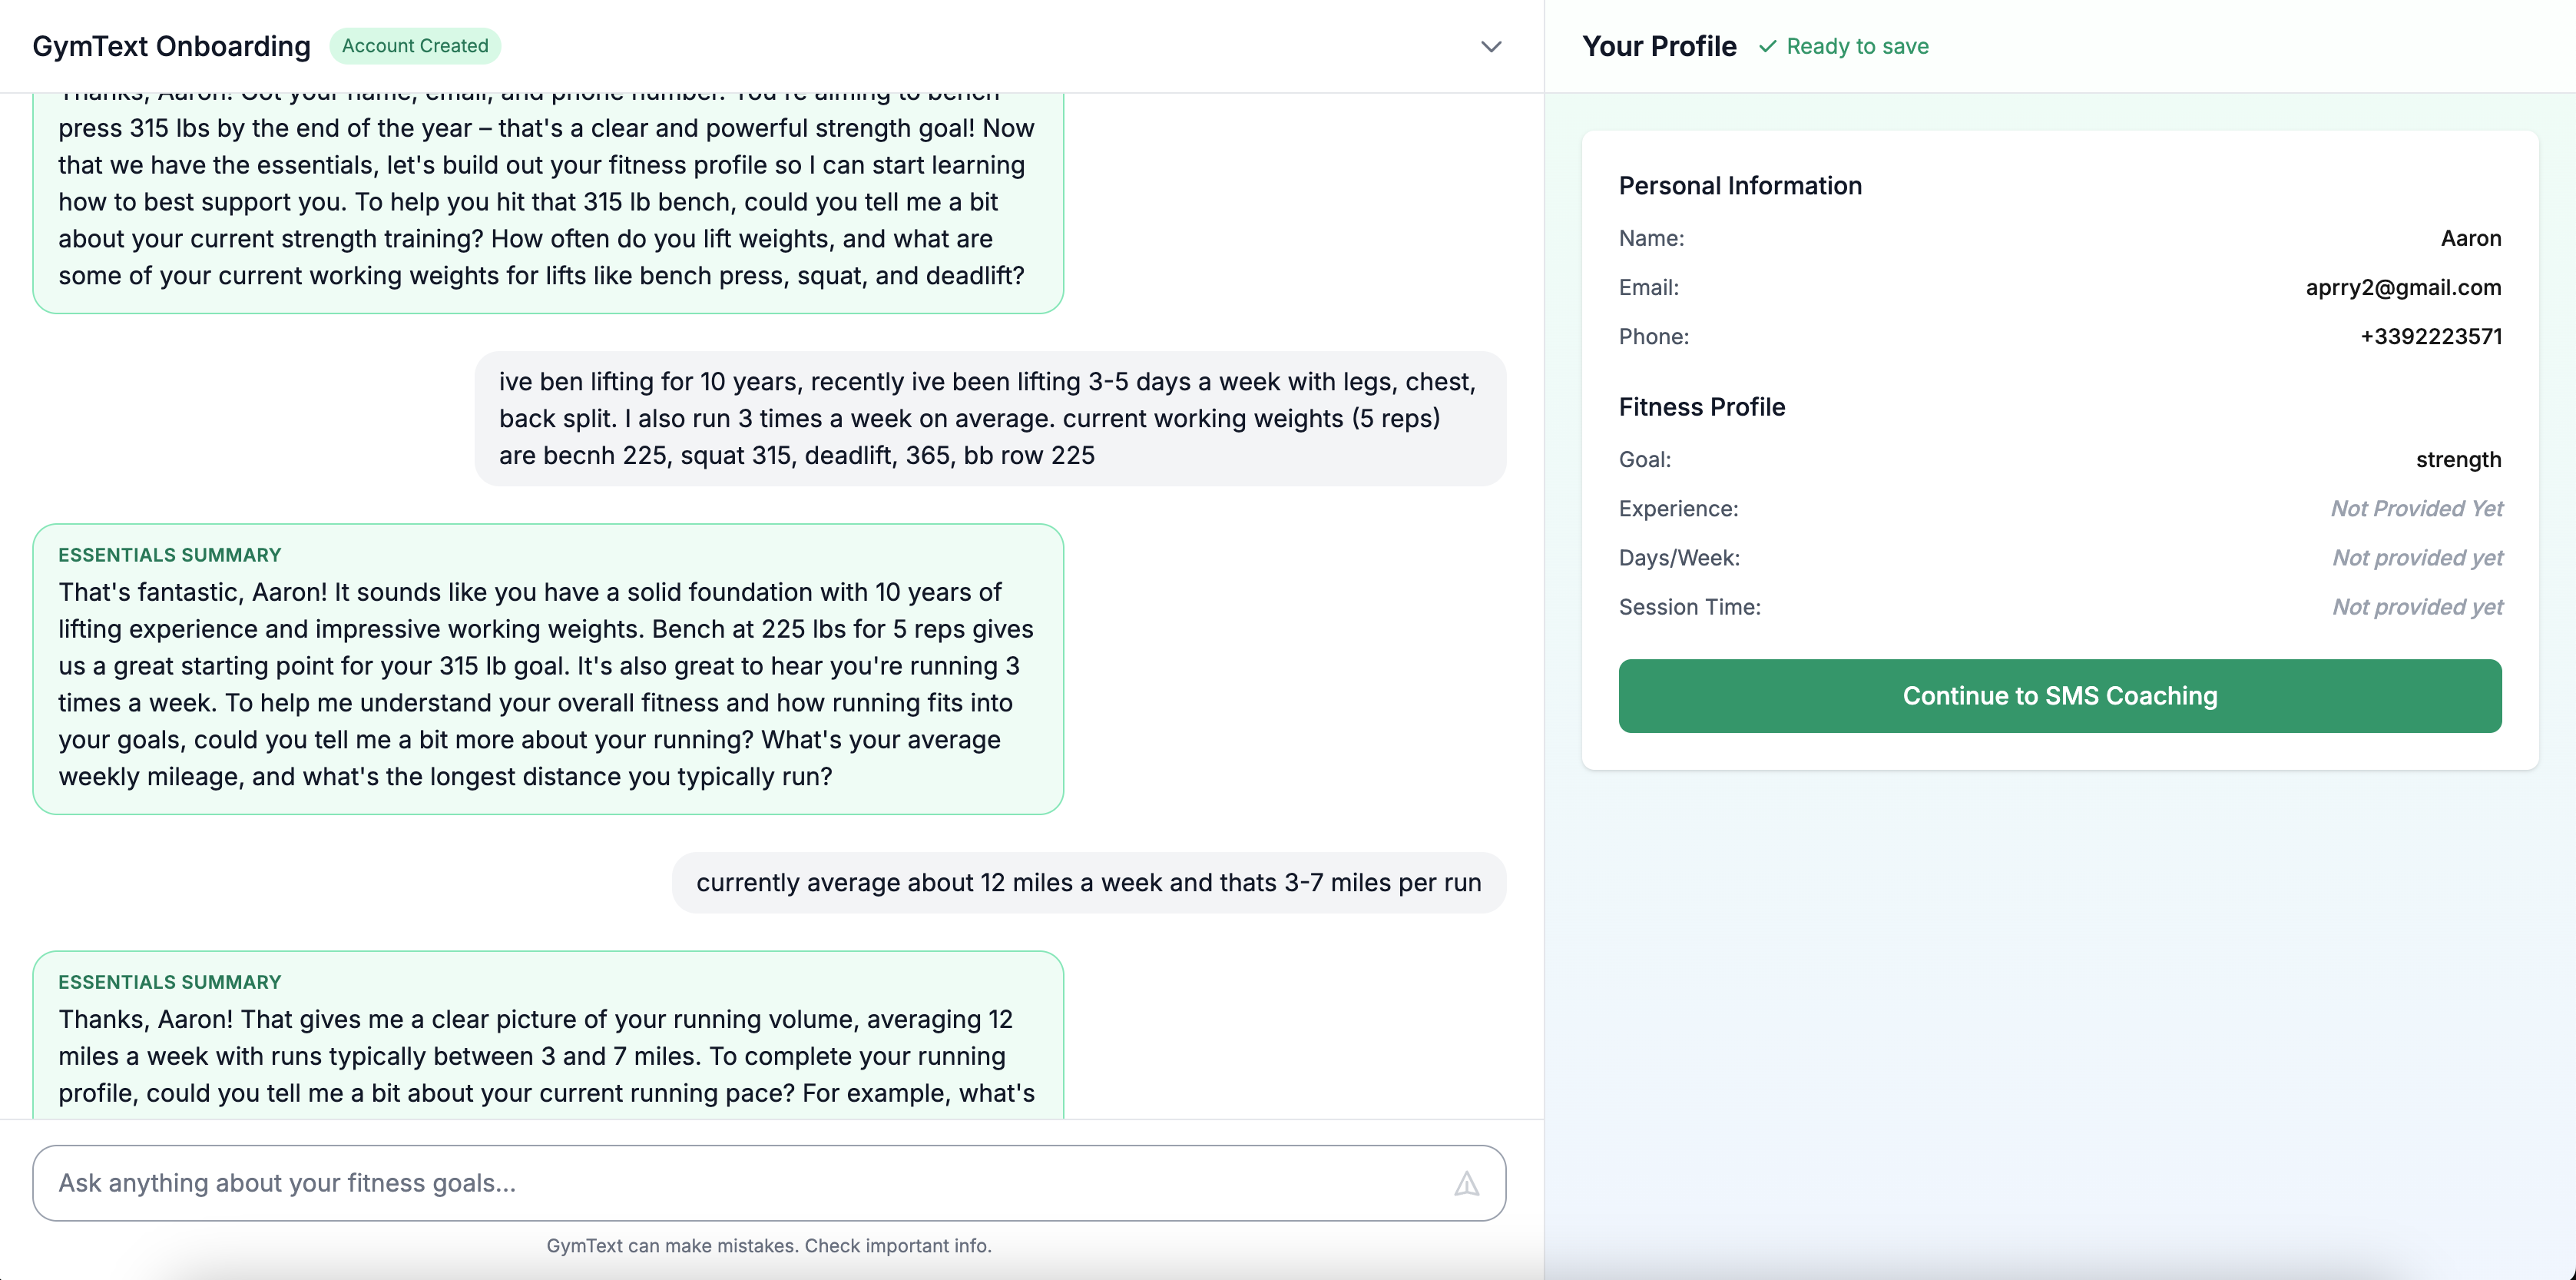 GymText Onboarding
Account Created
Thanks, Aaron! Got your name, email, and phone number. You're aiming to bench
press 315 lbs by the end of the year – that's a clear and powerful strength goal! Now
that we have the essentials, let's build out your fitness profile so I can start learning
how to best support you. To help you hit that 315 lb bench, could you tell me a bit
about your current strength training? How often do you lift weights, and what are
some of your current working weights for lifts like bench press, squat, and deadlift?
ive ben lifting for 10 years, recently ive been lifting 3-5 days a week with legs, chest,
back split. I also run 3 times a week on average. current working weights (5 reps)
are becnh 225, squat 315, deadlift, 365, bb row 225
ESSENTIALS SUMMARY
That's fantastic, Aaron! It sounds like you have a solid foundation with 10 years of
lifting experience and impressive working weights. Bench at 225 lbs for 5 reps gives
us a great starting point for your 315 lb goal. It's also great to hear you're running 3
times a week. To help me understand your overall fitness and how running fits into
your goals, could you tell me a bit more about your running? What's your average
weekly mileage, and what's the longest distance you typically run?
currently average about 12 miles a week and thats 3-7 miles per run
ESSENTIALS SUMMARY
Thanks, Aaron! That gives me a clear picture of your running volume, averaging 12
miles a week with runs typically between 3 and 7 miles. To complete your running
profile, could you tell me a bit about your current running pace? For example, what's
Ask anything about your fitness goals...
GymText can make mistakes. Check important info.
Your Profile
Ready to save
Personal Information
Name:
Aaron
Email:
aprry2@gmail.com
Phone:
+3392223571
Fitness Profile
Goal:
strength
Experience:
Not Provided Yet
Days/Week:
Not provided yet
Session Time:
Not provided yet
Continue to SMS Coaching